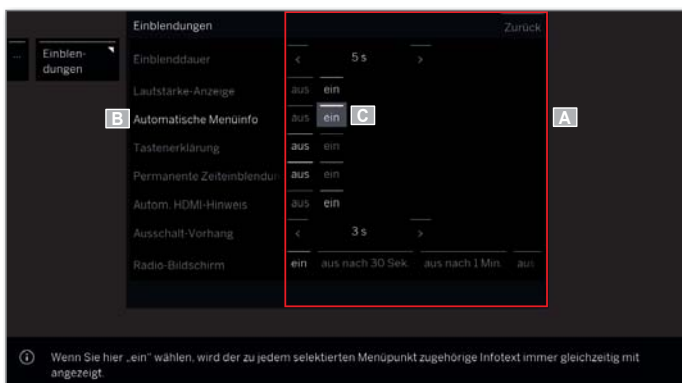 Einblendungen Zurück
... Einblen-
dungen
Einblenddauer < 5 s >
Lautstärke-Anzeige aus ein
B Automatische Menüinfo aus ein C A
Tastenerklärung aus ein
Permanente Zeiteinblendu aus ein
Autom. HDMI-Hinweis aus ein
Ausschalt-Vorhang < 3 s >
Radio-Bildschirm ein aus nach 30 Sek. aus nach 1 Min. aus
Wenn Sie hier „ein“ wählen, wird der zu jedem selektierten Menüpunkt zugehörige Infotext immer gleichzeitig mit
angezeigt.